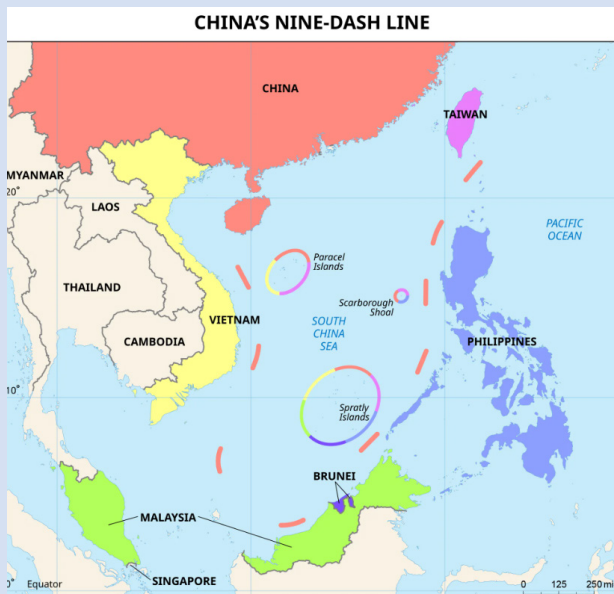 CHINA'S NINE-DASH LINE
CHINA
TAIWAN
MYANMAR
20°
LAOS
PACIFIC
OCEAN
Paracel
Islands
THAILAND
Scarborough
Shoal
VIETNAM
SOUTH
CHINA
SEA
CAMBODIA
PHILIPPINES
10°
Spratly
Islands
BRUNEI
MALAYSIA
SINGAPORE
0°
Equator
0 125 250 mi